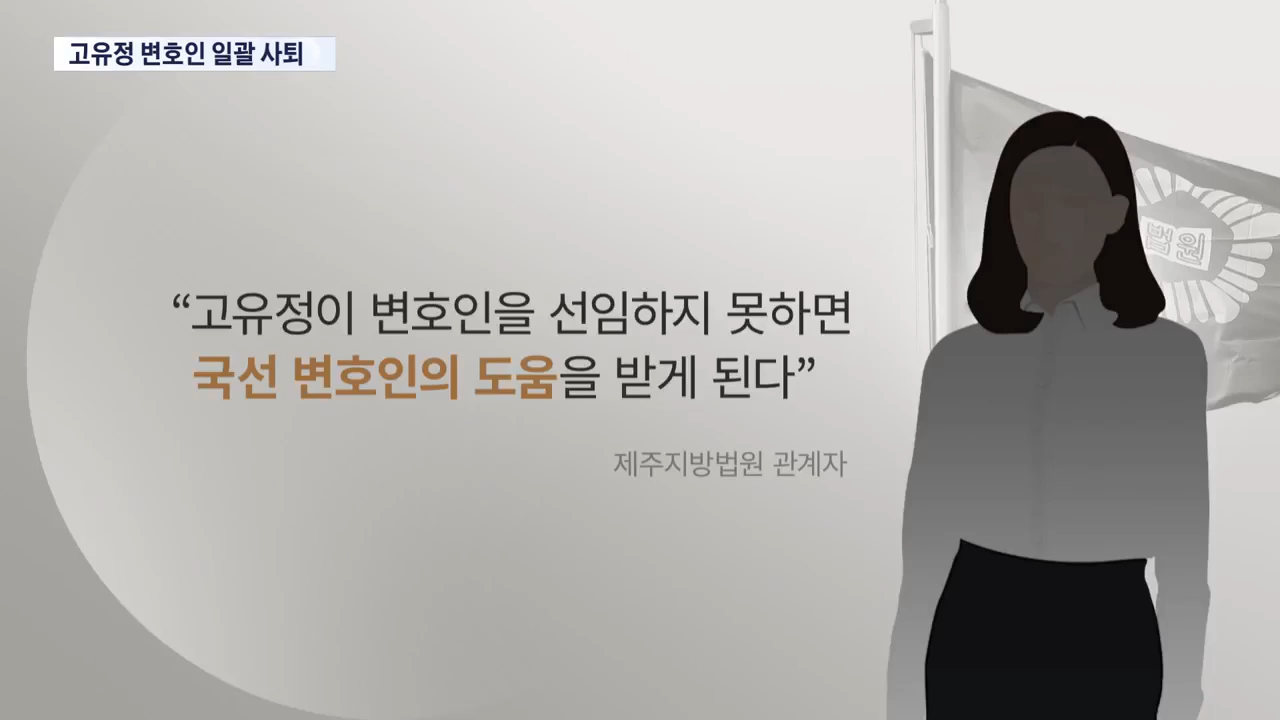 고유정 변호인 일괄 사퇴
“고유정이 변호인을 선임하지 못하면
국선 변호인의 도움을 받게 된다”
제주지방법원 관계자
법원